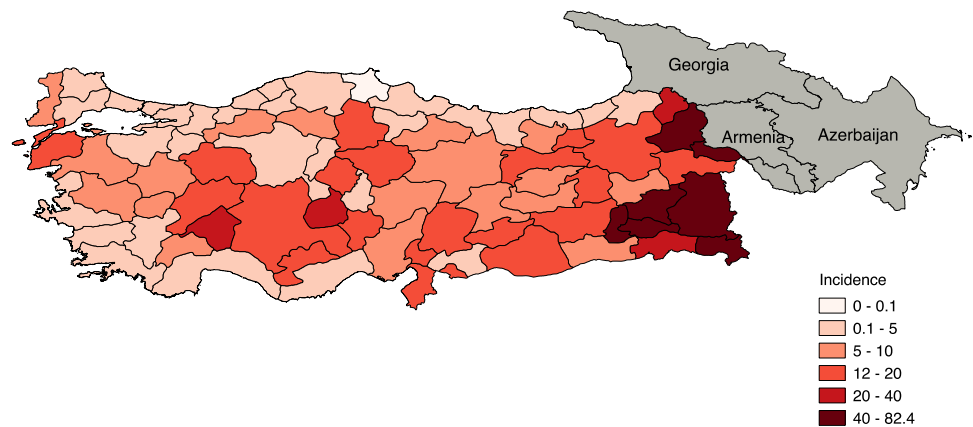 Georgia
Armenia
Azerbaijan
Incidence
0 - 0.1
0.1 - 5
5 - 10
12 - 20
20 - 40
40 - 82.4